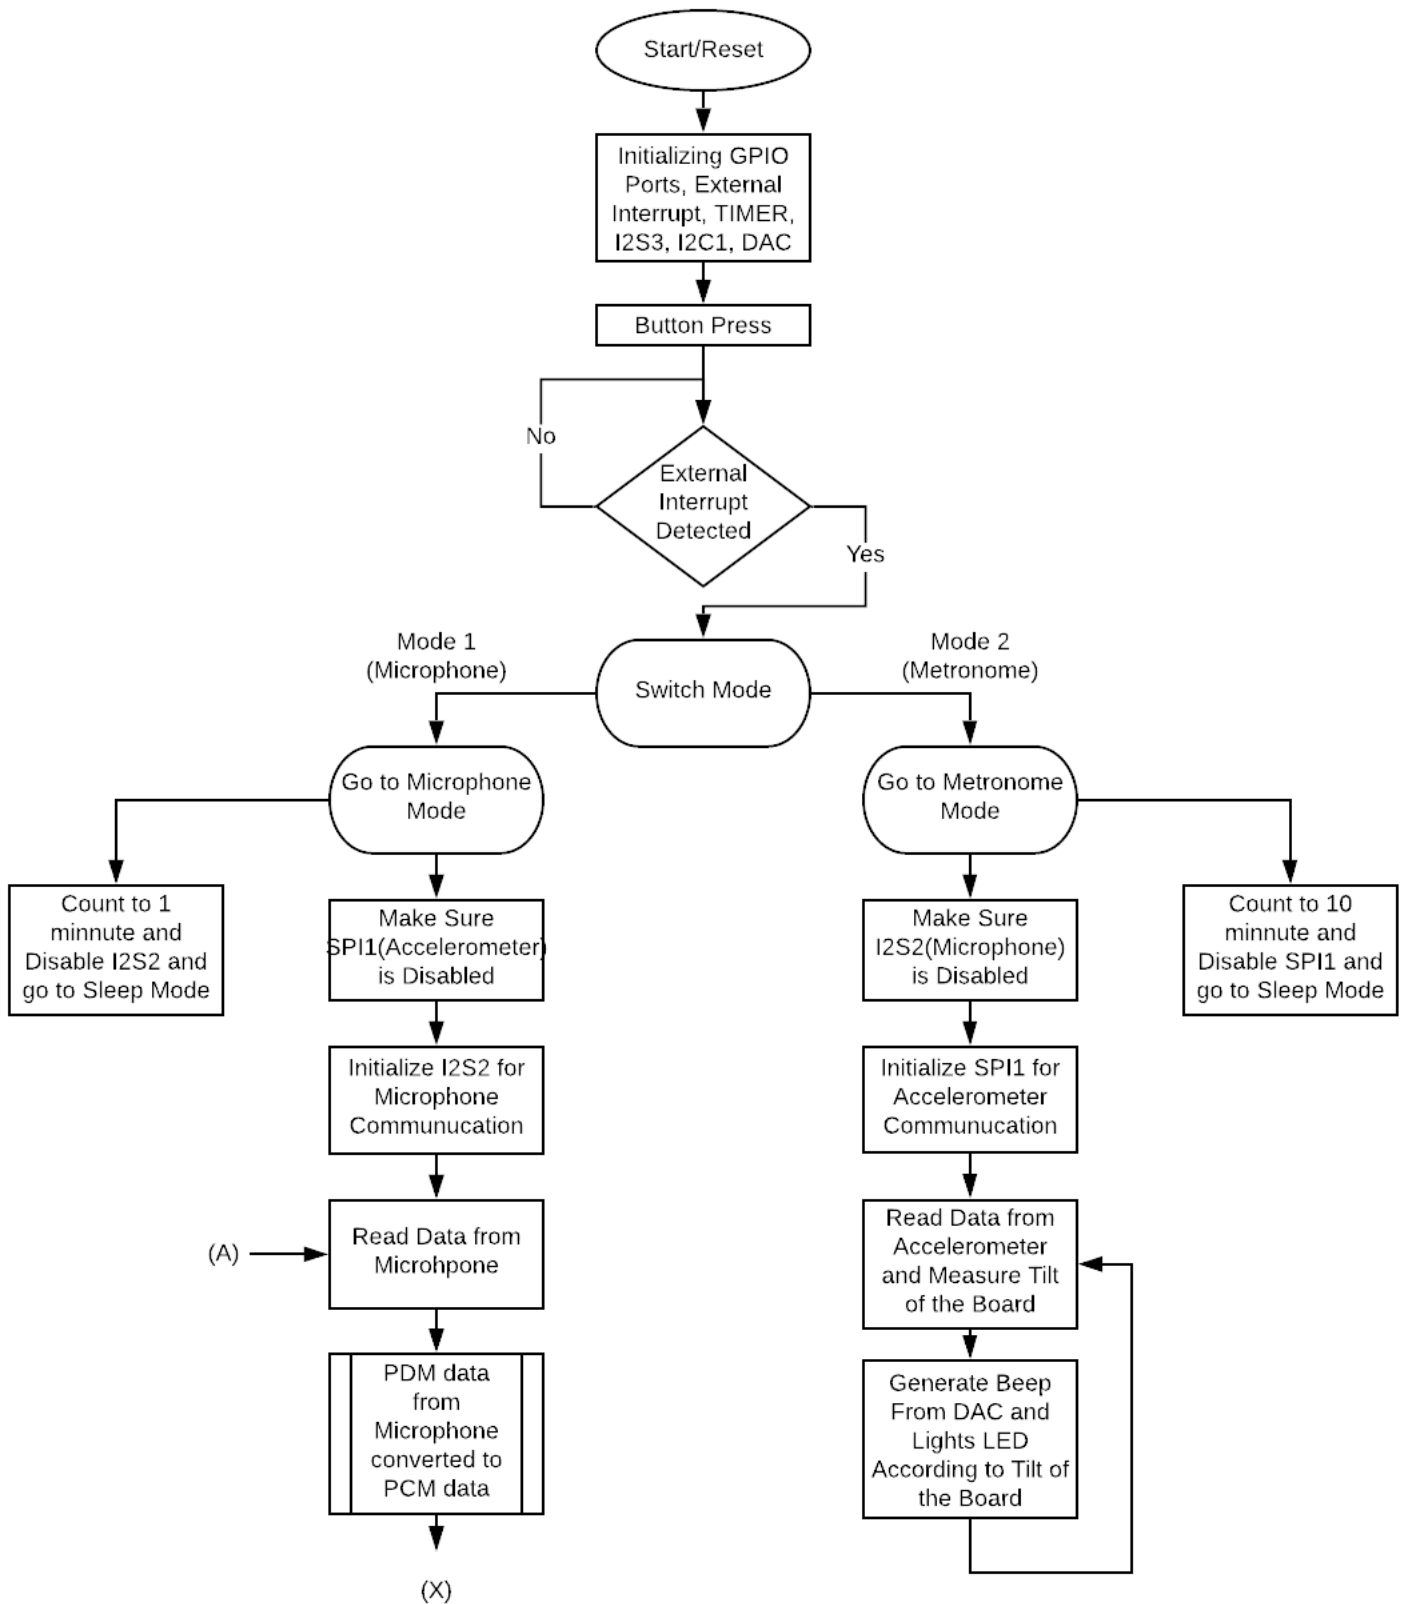 Start/Reset
Initializing GPIO
Ports, External
Interrupt, TIMER,
I2S3, I2C1, DAC
Button Press
No
External
Interrupt
Detected
Yes
Mode 1
(Microphone)
Mode 2
(Metronome)
Switch Mode
Go to Microphone
Mode
Go to Metronome
Mode
Count to 1
minnute and
Disable I2S2 and
go to Sleep Mode
Make Sure
SPI1(Accelerometer)
is Disabled
Make Sure
I2S2(Microphone)
is Disabled
Count to 10
minnute and
Disable SPI1 and
go to Sleep Mode
Initialize I2S2 for
Microphone
Communucation
Initialize SPI1 for
Accelerometer
Communucation
(A)
Read Data from
Microhpone
Read Data from
Accelerometer
and Measure Tilt
of the Board
PDM data
from
Microphone
converted to
PCM data
Generate Beep
From DAC and
Lights LED
According to Tilt of
the Board
(X)